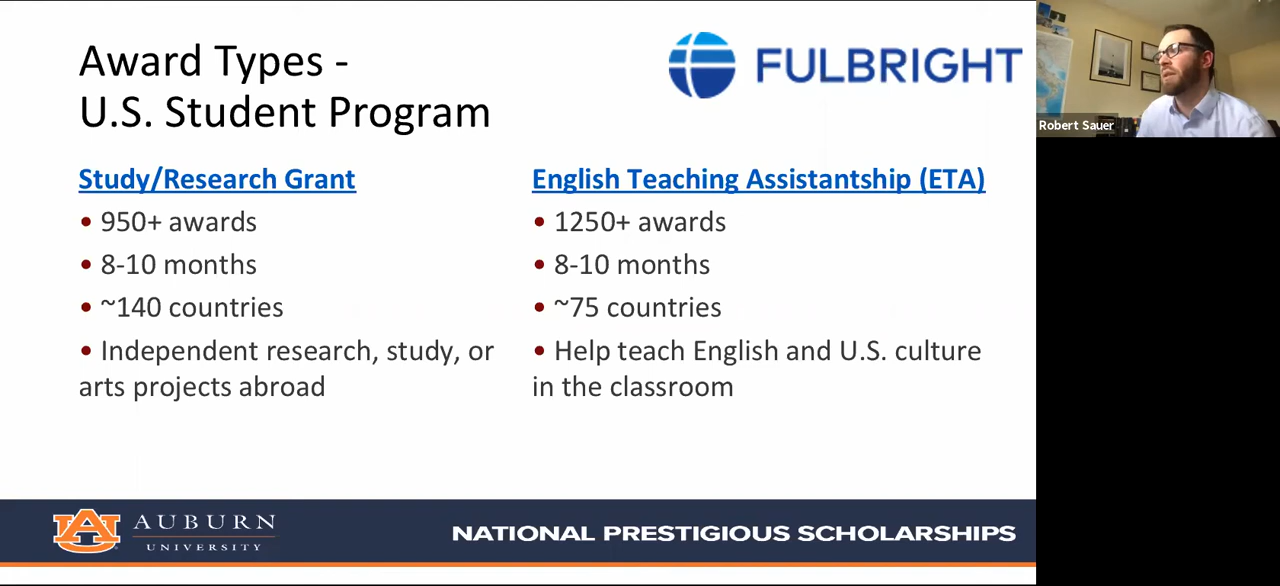 Award Types -
U.S. Student Program
FULBRIGHT
Robert Sauer
Study/Research Grant
• 950+ awards
• 8-10 months
• ~140 countries
• Independent research, study, or
arts projects abroad
English Teaching Assistantship (ETA)
• 1250+ awards
• 8-10 months
• ~75 countries
• Help teach English and U.S. culture
in the classroom
AUBURN
UNIVERSITY
NATIONAL PRESTIGIOUS SCHOLARSHIPS